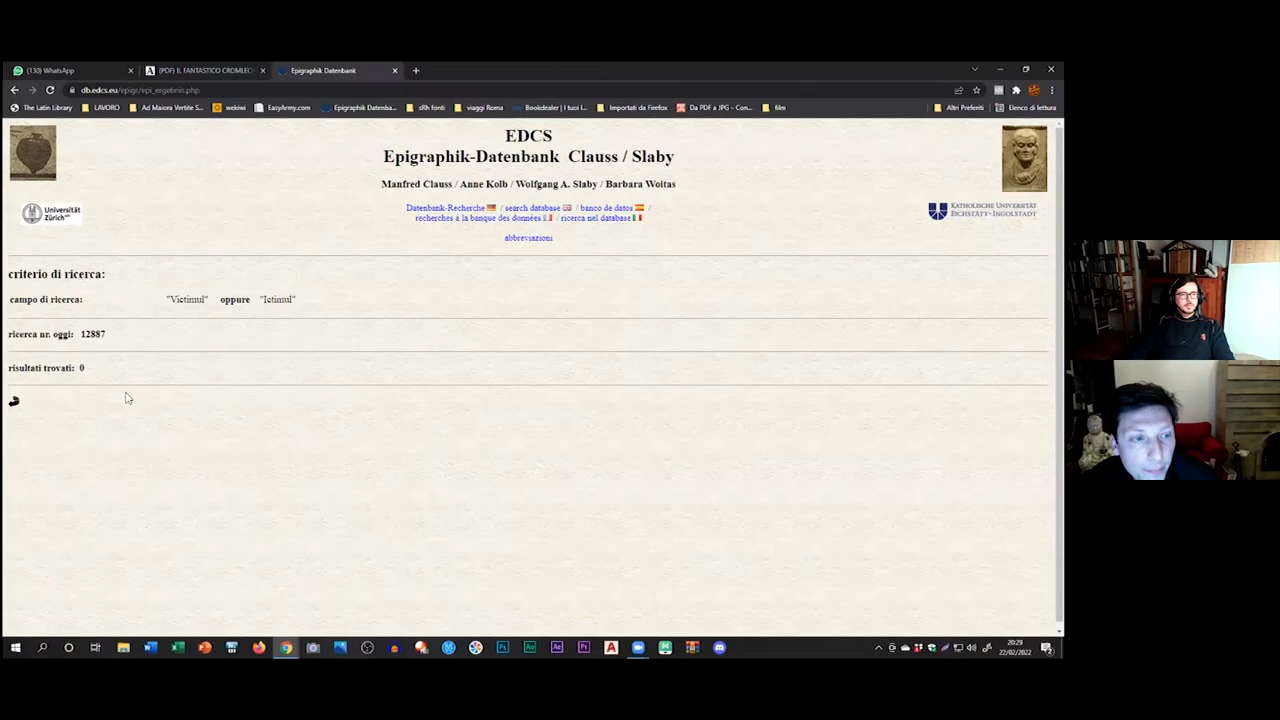 (130) WhatsApp
(PDF) IL FANTASTICO CROMLEC
Epigraphik Datenbank
db.edcs.eu/epigr/epi_ergebnis.php
The Latin Library
LAVORO
Ad Maiora Vertite S...
wekiwi
EasyArmy.com
Epigraphik Datenba...
sRh fonti
viaggi Roma
Bookdealer | I tuoi l...
Importati da Firefox
Da PDF a JPG – Con...
film
Altri Preferiti
Elenco di lettura
EDCS
Epigraphik-Datenbank Clauss / Slaby
Manfred Clauss / Anne Kolb / Wolfgang A. Slaby / Barbara Woitas
Universität
Zürich
KATHOLISCHE UNIVERSITÄT
EICHSTÄTT-INGOLSTADT
Datenbank-Recherche / search database / banco de datos /
recherches à la banque des données / ricerca nel database
abbreviazioni
criterio di ricerca:
campo di ricerca: "Victimul" oppure "Ictimul"
ricerca nr. oggi: 12887
risultati trovati: 0
20:29
22/02/2022